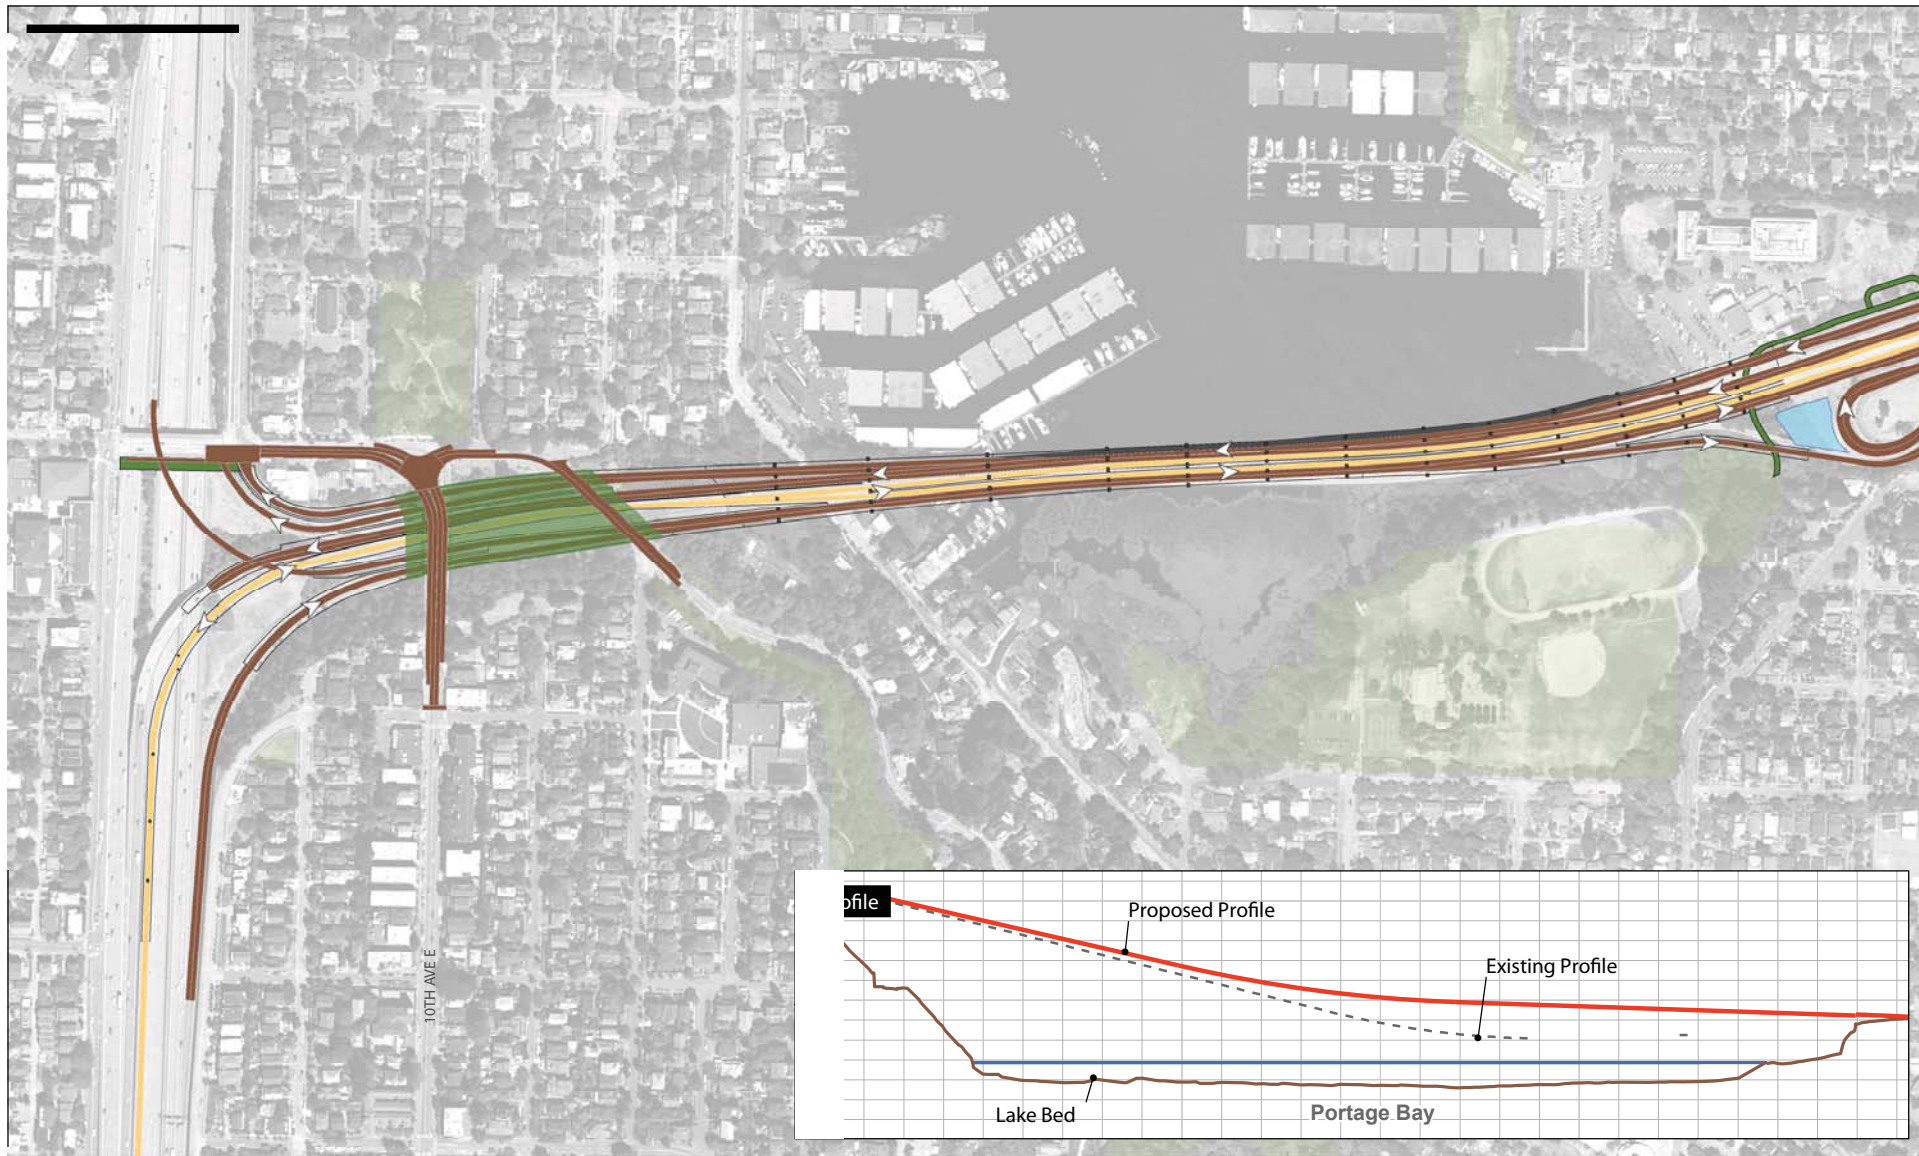 10TH AVE E
ofile
Proposed Profile
Existing Profile
Lake Bed
Portage Bay